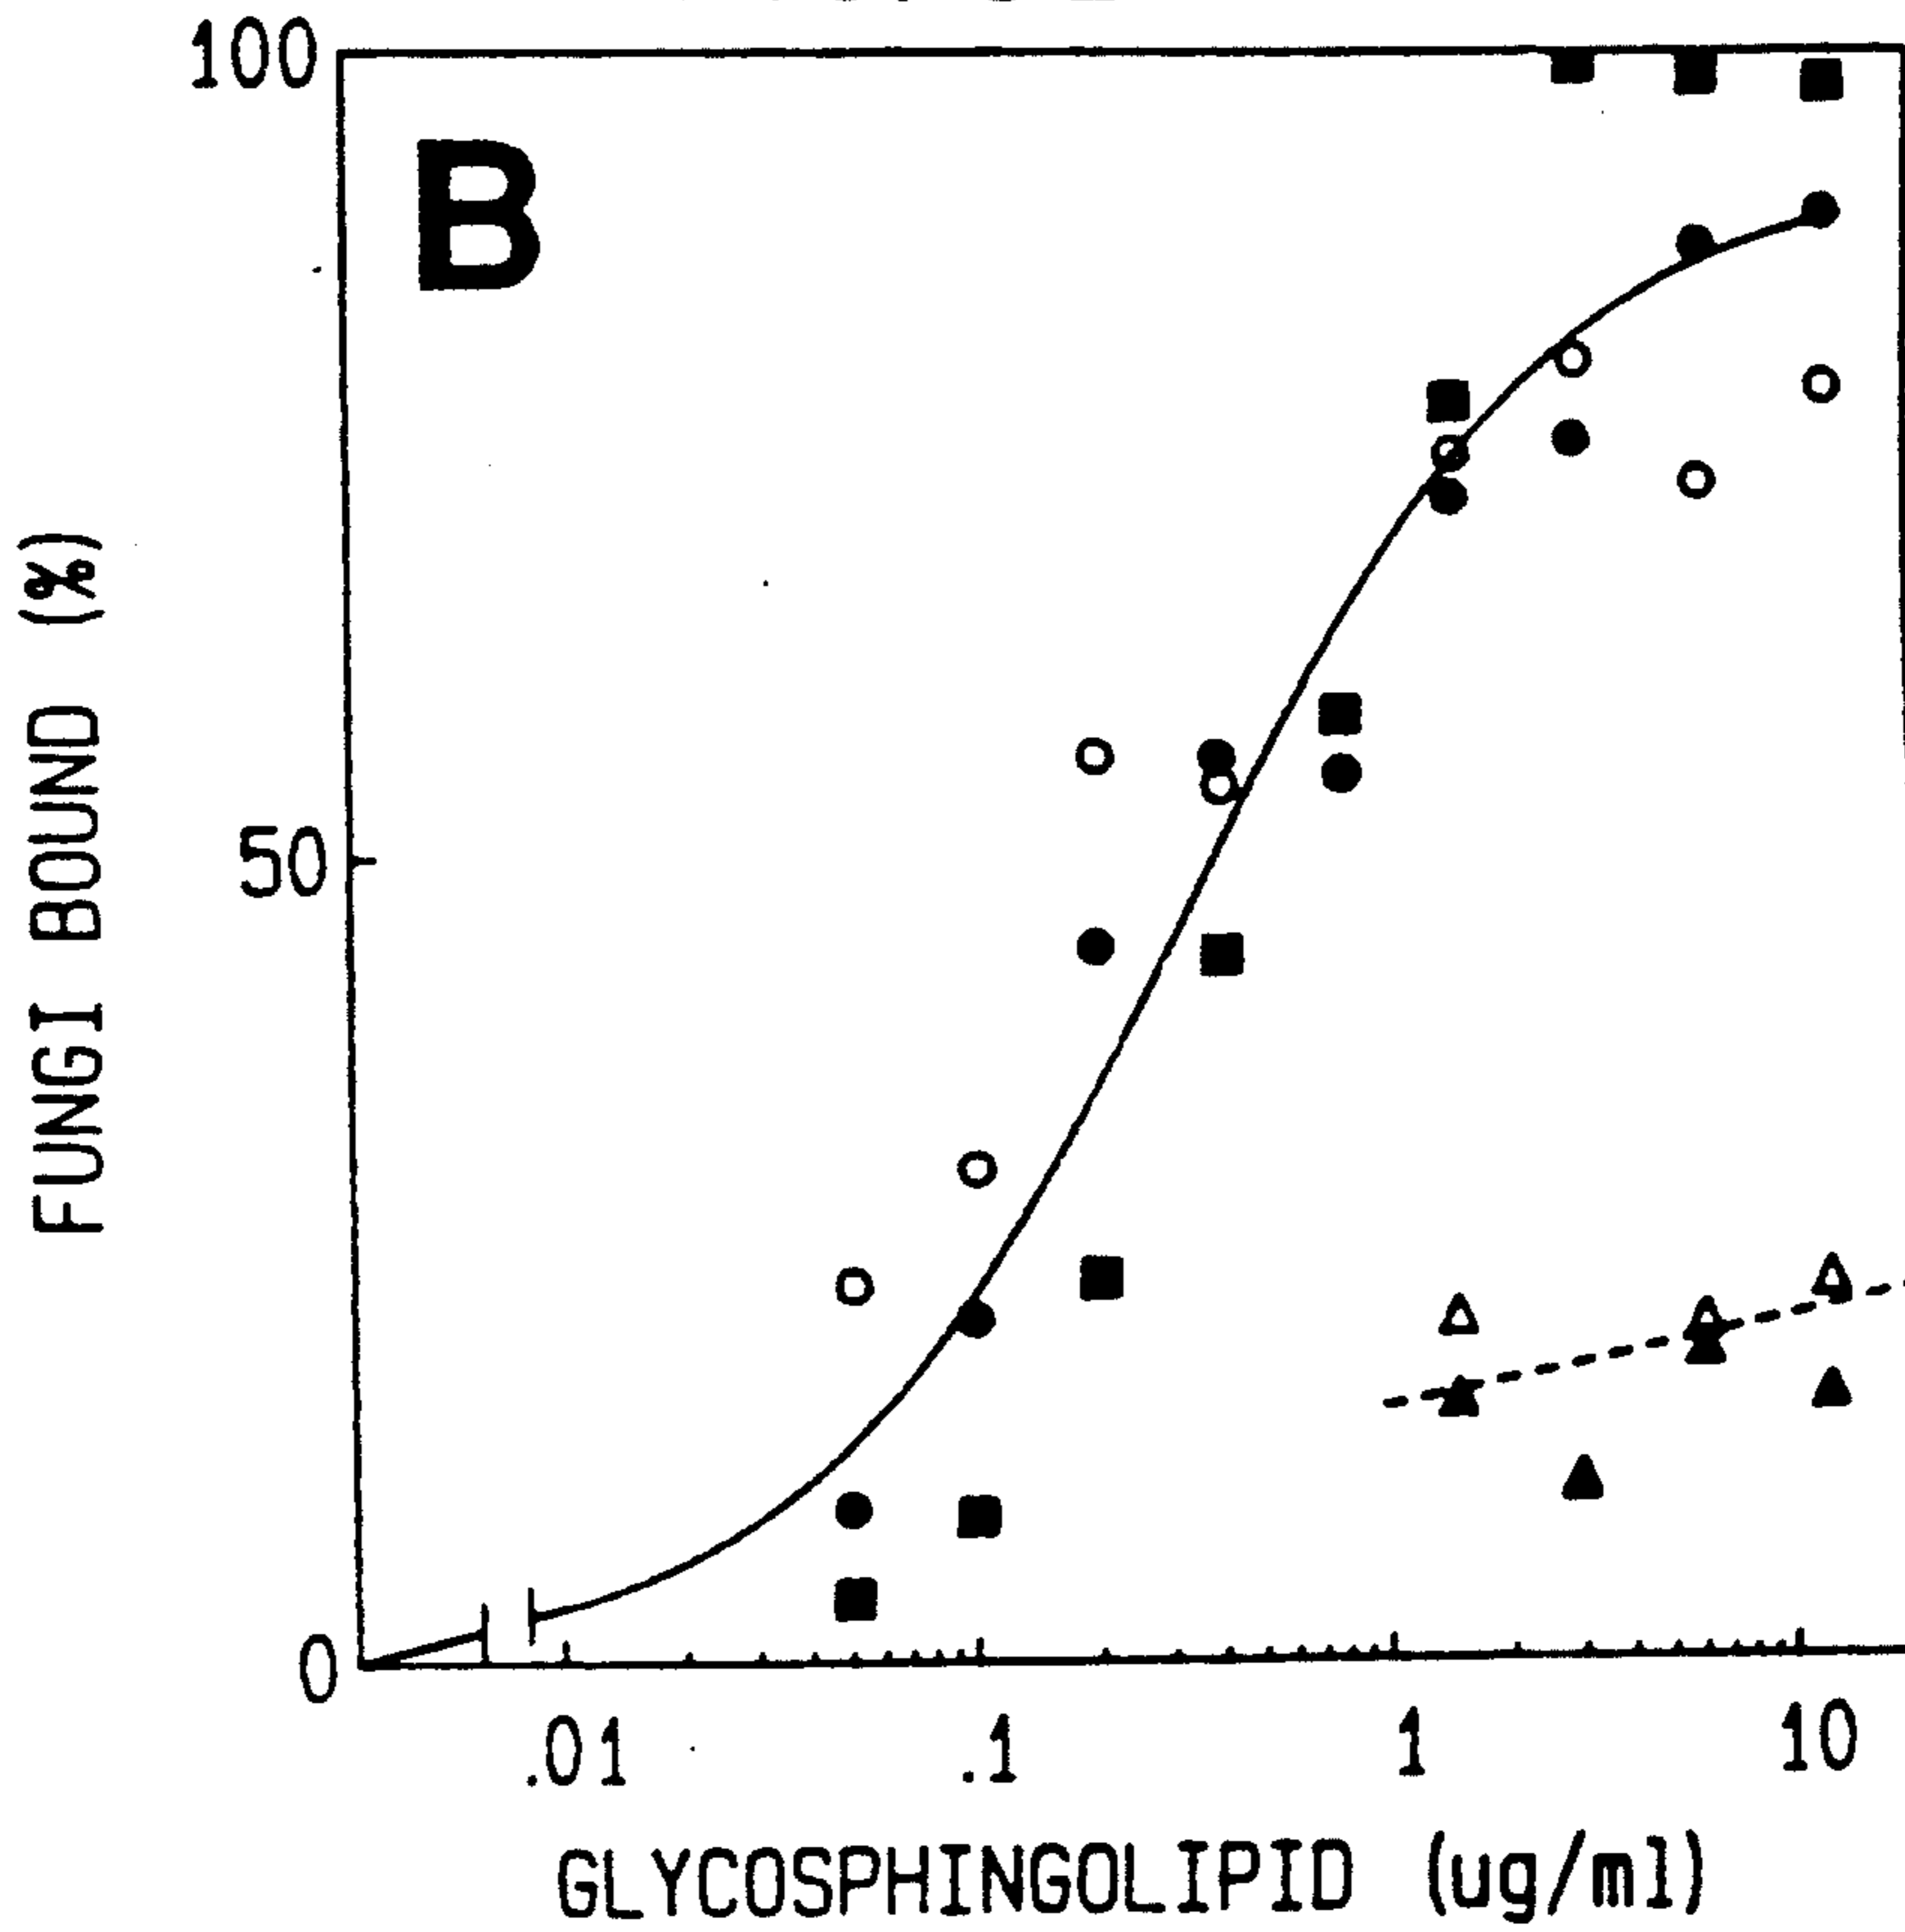 100
B
FUNGI BOUND (%)
50
0
.01 .1 1 10
GLYCOSPHINGOLIPID (ug/ml)